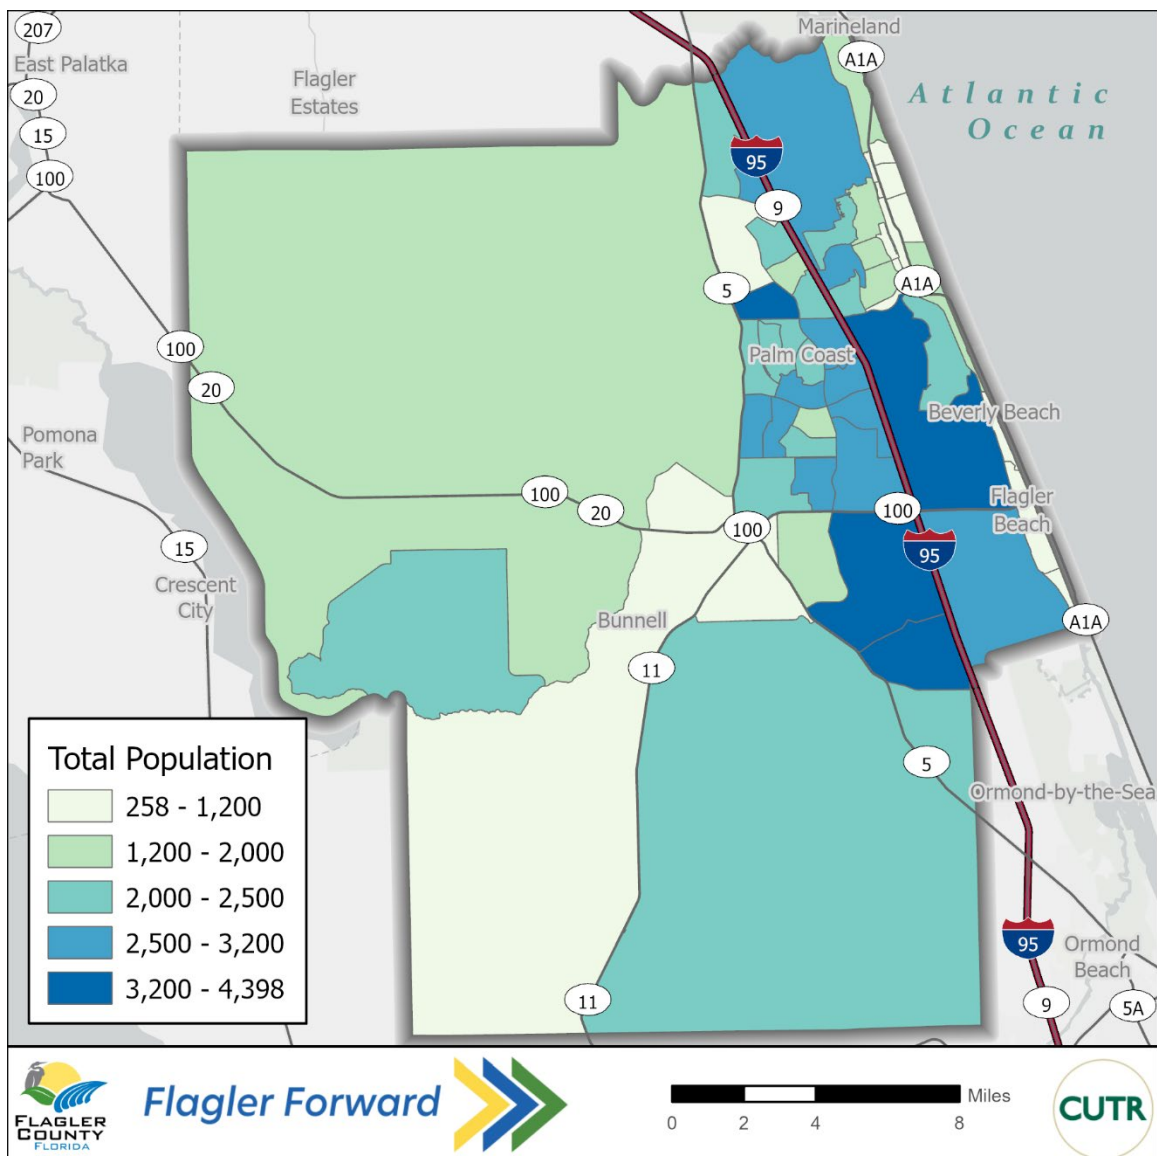 207
Marineland
East Palatka
A1A
Flagler
Estates
Atlantic
Ocean
20
15
95
100
9
5
A1A
100
Palm Coast
20
Beverly Beach
Pomona
Park
100
20
100
100
Flagler
Beach
15
95
Crescent
City
Bunnell
A1A
11
Total Population
258 - 1,200
1,200 - 2,000
2,000 - 2,500
2,500 - 3,200
3,200 - 4,398
5
Ormond-by-the-Sea
95
Ormond
Beach
11
9
5A
FLAGLER
COUNTY
FLORIDA
Flagler Forward
Miles
0 2 4 8
CUTR